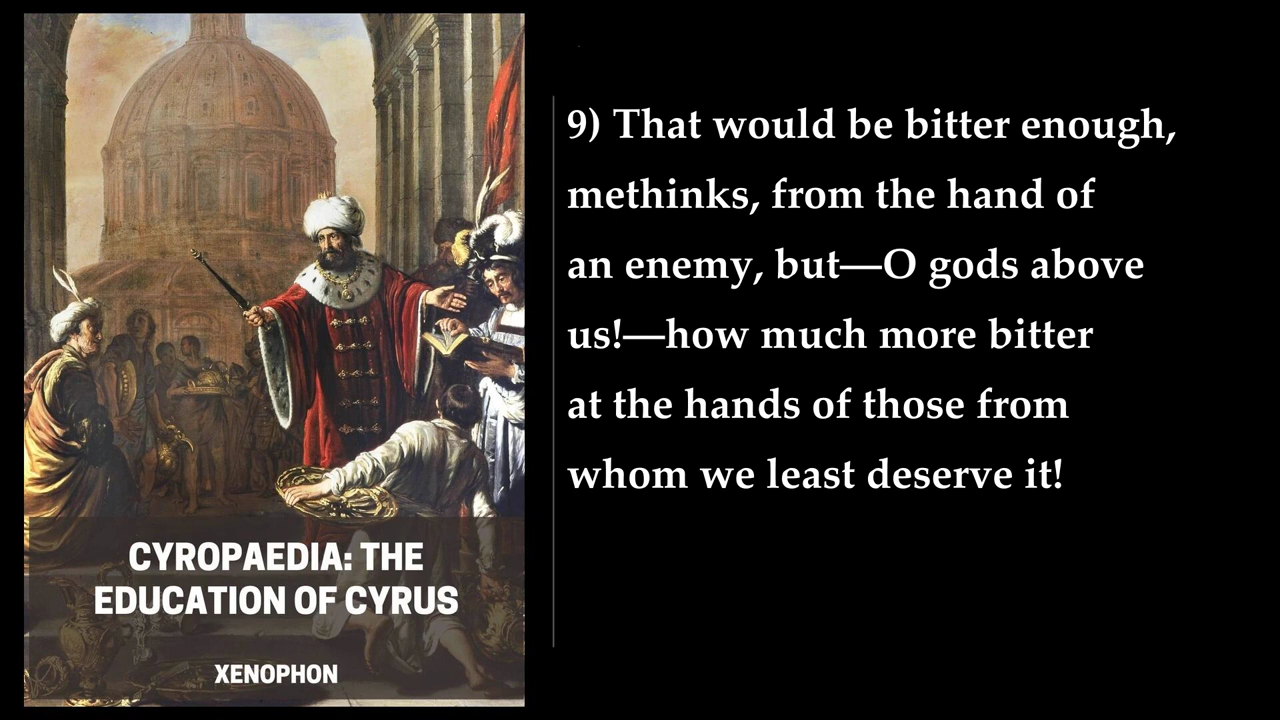 CYROPAEDIA: THE
EDUCATION OF CYRUS
XENOPHON
9) That would be bitter enough,
methinks, from the hand of
an enemy, but—O gods above
us!—how much more bitter
at the hands of those from
whom we least deserve it!